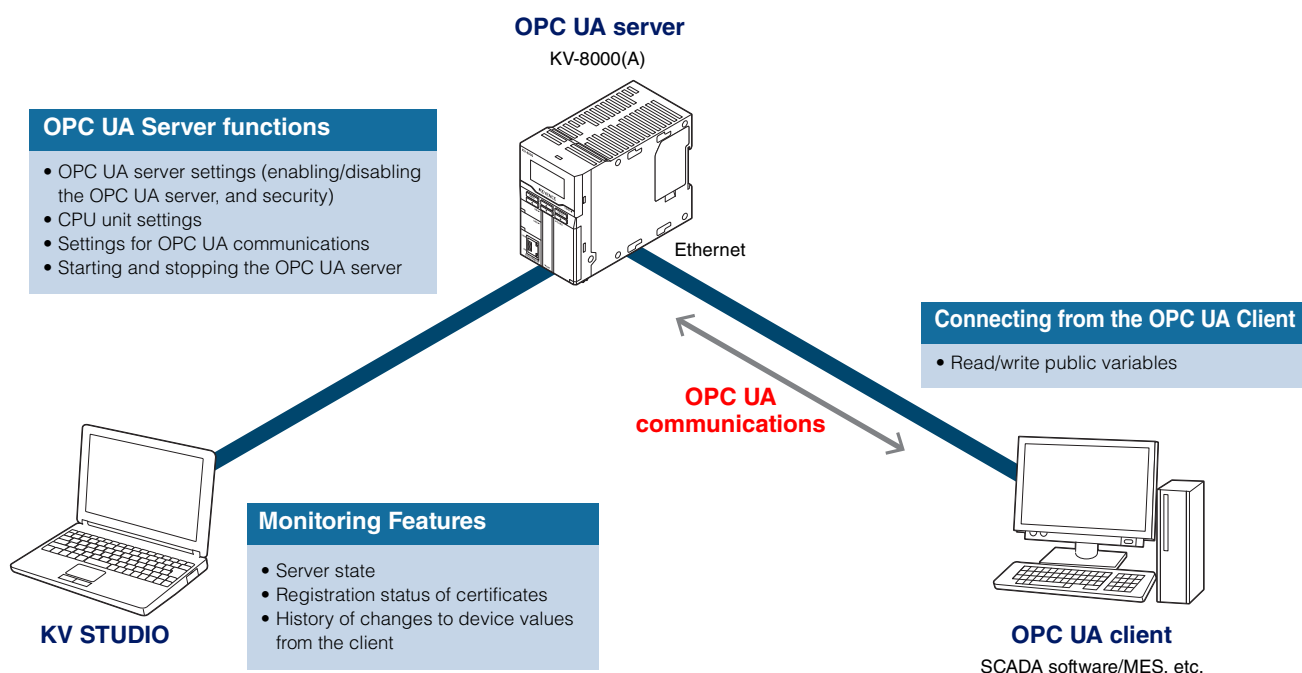 OPC UA server
KV-8000(A)
OPC UA Server functions
• OPC UA server settings (enabling/disabling
the OPC UA server, and security)
• CPU unit settings
• Settings for OPC UA communications
• Starting and stopping the OPC UA server
Ethernet
Connecting from the OPC UA Client
• Read/write public variables
OPC UA
communications
Monitoring Features
• Server state
• Registration status of certificates
• History of changes to device values
from the client
KV STUDIO
OPC UA client
SCADA software/MES, etc.
KEYENCE